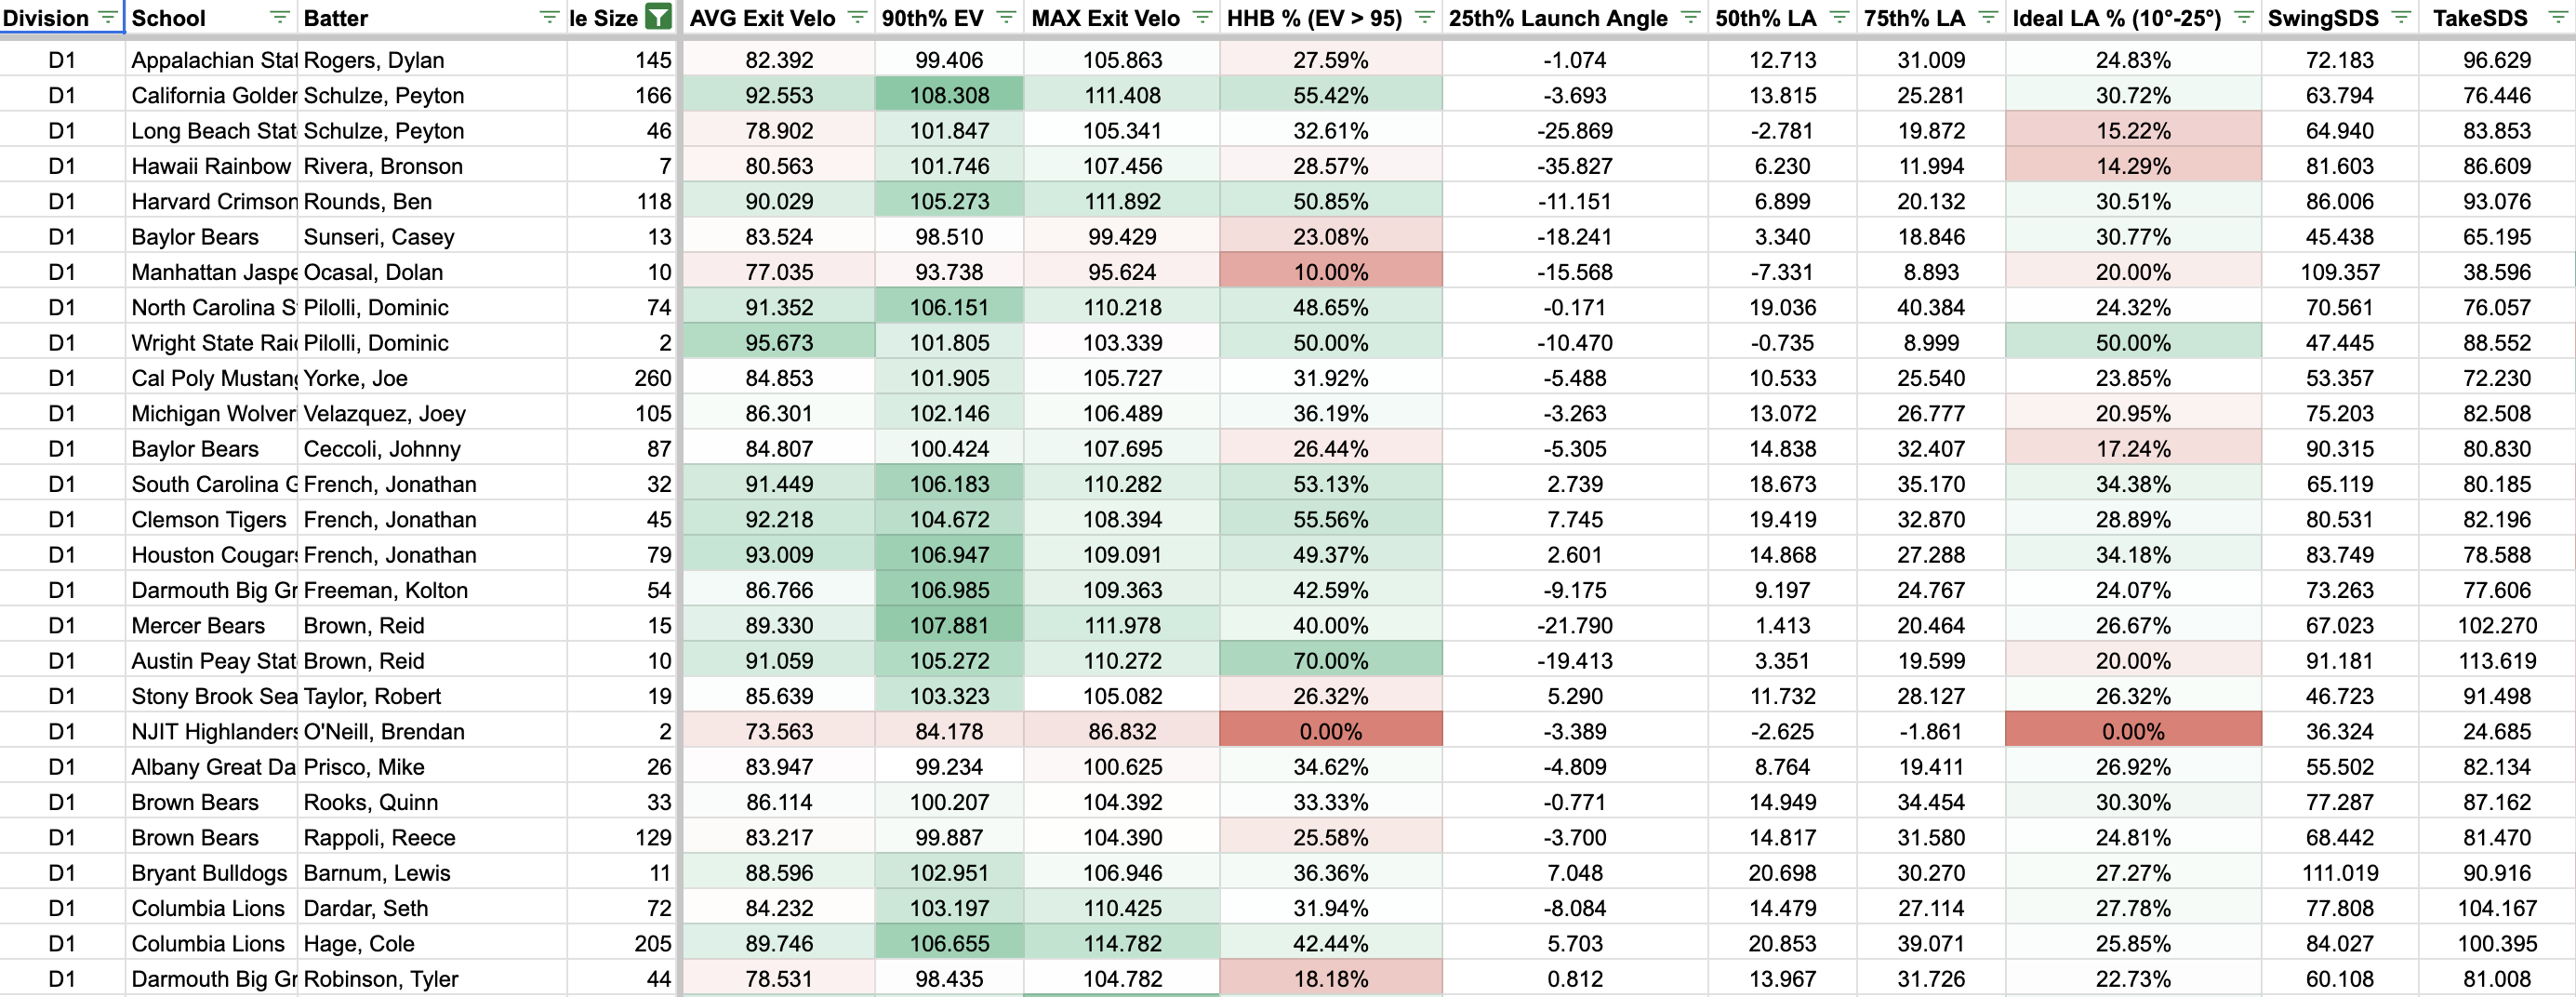 Division School Batter le Size AVG Exit Velo 90th% EV MAX Exit Velo HHB % (EV > 95) 25th% Launch Angle 50th% LA 75th% LA Ideal LA % (10°-25°) SwingSDS TakeSDS
D1 Appalachian Stat Rogers, Dylan 145 82.392 99.406 105.863 27.59% -1.074 12.713 31.009 24.83% 72.183 96.629
D1 California Golden Schulze, Peyton 166 92.553 108.308 111.408 55.42% -3.693 13.815 25.281 30.72% 63.794 76.446
D1 Long Beach Stat Schulze, Peyton 46 78.902 101.847 105.341 32.61% -25.869 -2.781 19.872 15.22% 64.940 83.853
D1 Hawaii Rainbow Rivera, Bronson 7 80.563 101.746 107.456 28.57% -35.827 6.230 11.994 14.29% 81.603 86.609
D1 Harvard Crimson Rounds, Ben 118 90.029 105.273 111.892 50.85% -11.151 6.899 20.132 30.51% 86.006 93.076
D1 Baylor Bears Sunseri, Casey 13 83.524 98.510 99.429 23.08% -18.241 3.340 18.846 30.77% 45.438 65.195
D1 Manhattan Jaspe Ocasal, Dolan 10 77.035 93.738 95.624 10.00% -15.568 -7.331 8.893 20.00% 109.357 38.596
D1 North Carolina S Pilolli, Dominic 74 91.352 106.151 110.218 48.65% -0.171 19.036 40.384 24.32% 70.561 76.057
D1 Wright State Raid Pilolli, Dominic 2 95.673 101.805 103.339 50.00% -10.470 -0.735 8.999 50.00% 47.445 88.552
D1 Cal Poly Mustang Yorke, Joe 260 84.853 101.905 105.727 31.92% -5.488 10.533 25.540 23.85% 53.357 72.230
D1 Michigan Wolver Velazquez, Joey 105 86.301 102.146 106.489 36.19% -3.263 13.072 26.777 20.95% 75.203 82.508
D1 Baylor Bears Ceccoli, Johnny 87 84.807 100.424 107.695 26.44% -5.305 14.838 32.407 17.24% 90.315 80.830
D1 South Carolina G French, Jonathan 32 91.449 106.183 110.282 53.13% 2.739 18.673 35.170 34.38% 65.119 80.185
D1 Clemson Tigers French, Jonathan 45 92.218 104.672 108.394 55.56% 7.745 19.419 32.870 28.89% 80.531 82.196
D1 Houston Cougars French, Jonathan 79 93.009 106.947 109.091 49.37% 2.601 14.868 27.288 34.18% 83.749 78.588
D1 Darmouth Big Gr Freeman, Kolton 54 86.766 106.985 109.363 42.59% -9.175 9.197 24.767 24.07% 73.263 77.606
D1 Mercer Bears Brown, Reid 15 89.330 107.881 111.978 40.00% -21.790 1.413 20.464 26.67% 67.023 102.270
D1 Austin Peay Stat Brown, Reid 10 91.059 105.272 110.272 70.00% -19.413 3.351 19.599 20.00% 91.181 113.619
D1 Stony Brook Sea Taylor, Robert 19 85.639 103.323 105.082 26.32% 5.290 11.732 28.127 26.32% 46.723 91.498
D1 NJIT Highlanders O'Neill, Brendan 2 73.563 84.178 86.832 0.00% -3.389 -2.625 -1.861 0.00% 36.324 24.685
D1 Albany Great Da Prisco, Mike 26 83.947 99.234 100.625 34.62% -4.809 8.764 19.411 26.92% 55.502 82.134
D1 Brown Bears Rooks, Quinn 33 86.114 100.207 104.392 33.33% -0.771 14.949 34.454 30.30% 77.287 87.162
D1 Brown Bears Rappoli, Reece 129 83.217 99.887 104.390 25.58% -3.700 14.817 31.580 24.81% 68.442 81.470
D1 Bryant Bulldogs Barnum, Lewis 11 88.596 102.951 106.946 36.36% 7.048 20.698 30.270 27.27% 111.019 90.916
D1 Columbia Lions Dardar, Seth 72 84.232 103.197 110.425 31.94% -8.084 14.479 27.114 27.78% 77.808 104.167
D1 Columbia Lions Hage, Cole 205 89.746 106.655 114.782 42.44% 5.703 20.853 39.071 25.85% 84.027 100.395
D1 Darmouth Big Gr Robinson, Tyler 44 78.531 98.435 104.782 18.18% 0.812 13.967 31.726 22.73% 60.108 81.008